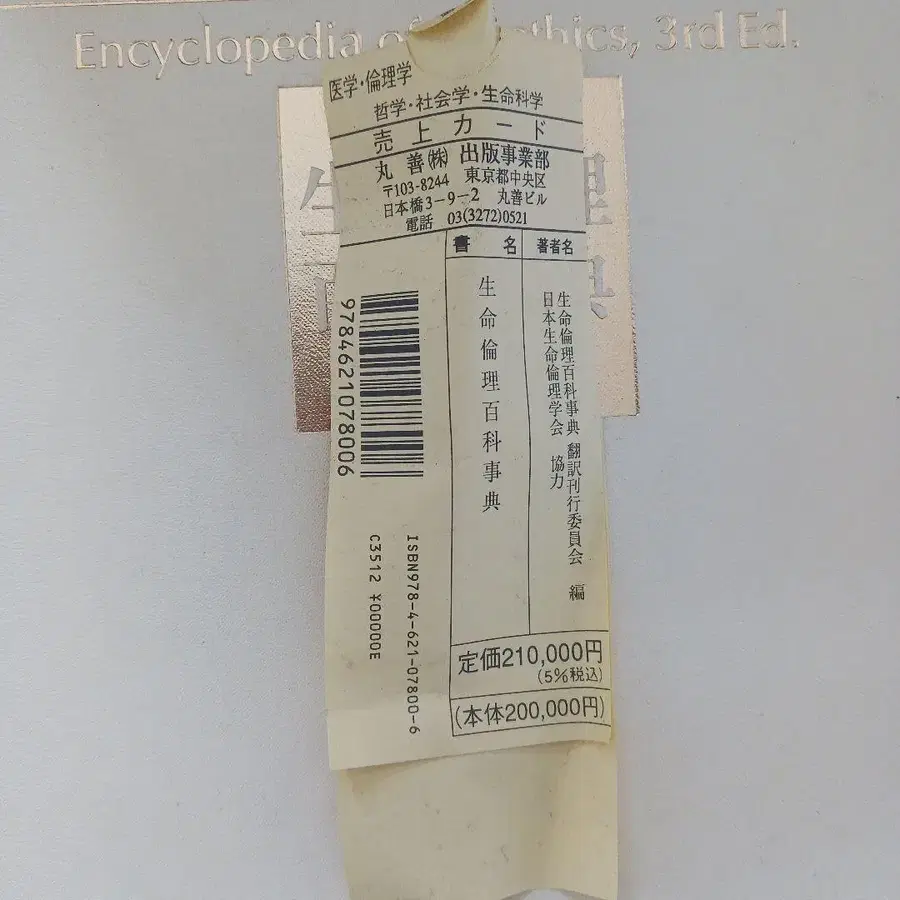 Encyclopedia of thics, 3rd Ed.
医学・倫理学
哲学・社会学・生命科学
売上カード
丸善(株) 出版事業部
〒103-8244 東京都中央区
日本橋3-9-2 丸善ビル
電話 03(3272)0521
書名
著者名
生命倫理百科事典
生命倫理百科事典 翻訳刊行委員会 編
日本生命倫理学会 協力
9784621078006
ISBN978-4-621-07800-6
C3512 ¥00000E
定価210,000円
(5%税込)
(本体200,000円)